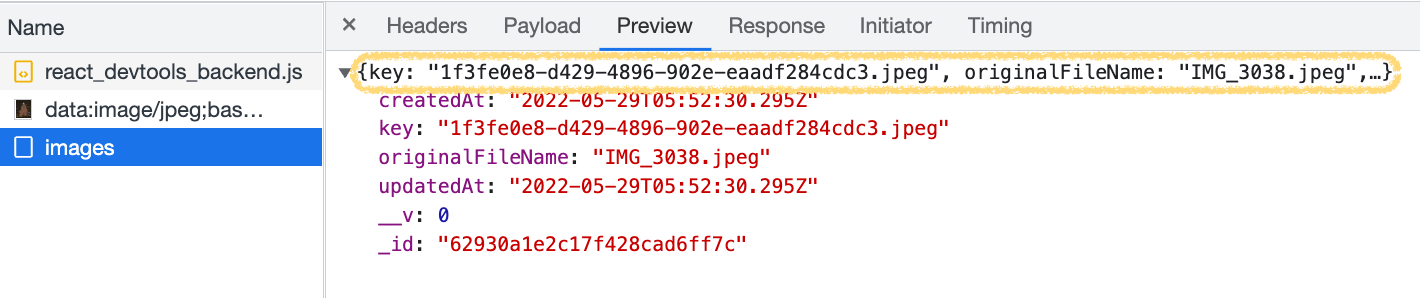 Name
react_devtools_backend.js
data:image/jpeg;bas…
images
× Headers Payload Preview Response Initiator Timing
▼{key: "1f3fe0e8-d429-4896-902e-eaadf284cdc3.jpeg", originalFileName: "IMG_3038.jpeg",…}
createdAt: "2022-05-29T05:52:30.295Z"
key: "1f3fe0e8-d429-4896-902e-eaadf284cdc3.jpeg"
originalFileName: "IMG_3038.jpeg"
updatedAt: "2022-05-29T05:52:30.295Z"
__v: 0
_id: "62930a1e2c17f428cad6ff7c"